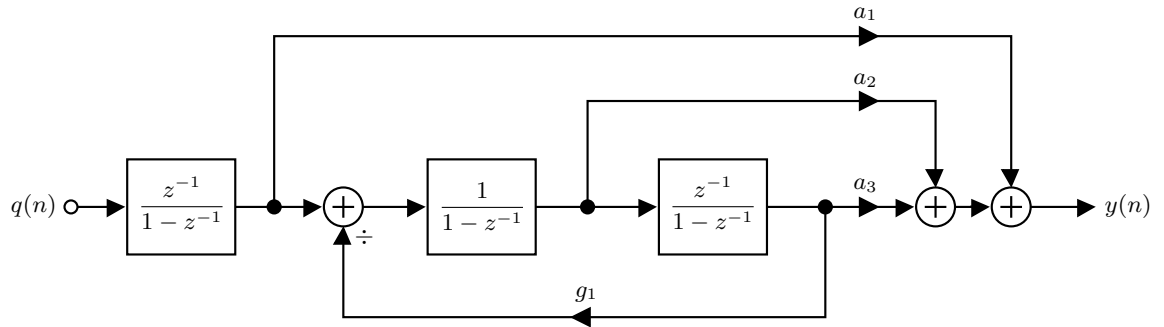 a₁
a₂
q(n)
z⁻¹
1 − z⁻¹
+
÷
1
1 − z⁻¹
z⁻¹
1 − z⁻¹
a₃
+
+
y(n)
g₁